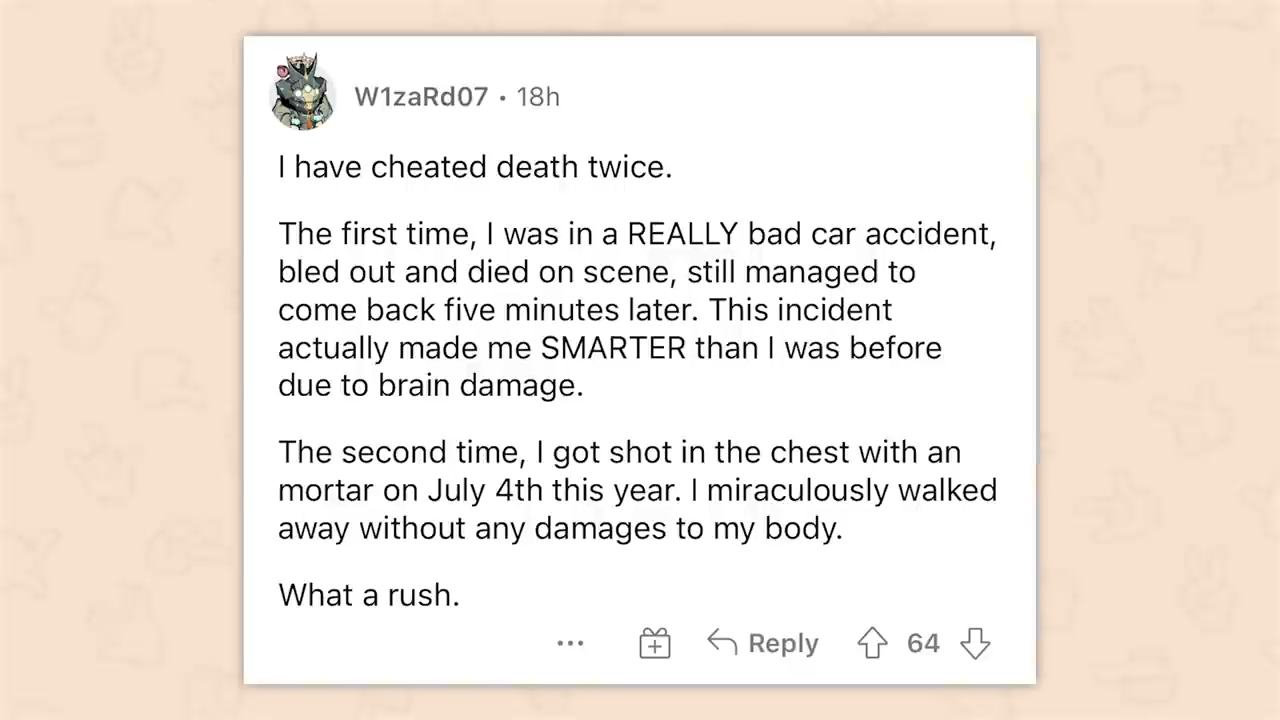 W1zaRd07 • 18h
I have cheated death twice.
The first time, I was in a REALLY bad car accident,
bled out and died on scene, still managed to
come back five minutes later. This incident
actually made me SMARTER than I was before
due to brain damage.
The second time, I got shot in the chest with an
mortar on July 4th this year. I miraculously walked
away without any damages to my body.
What a rush.
... Reply 64